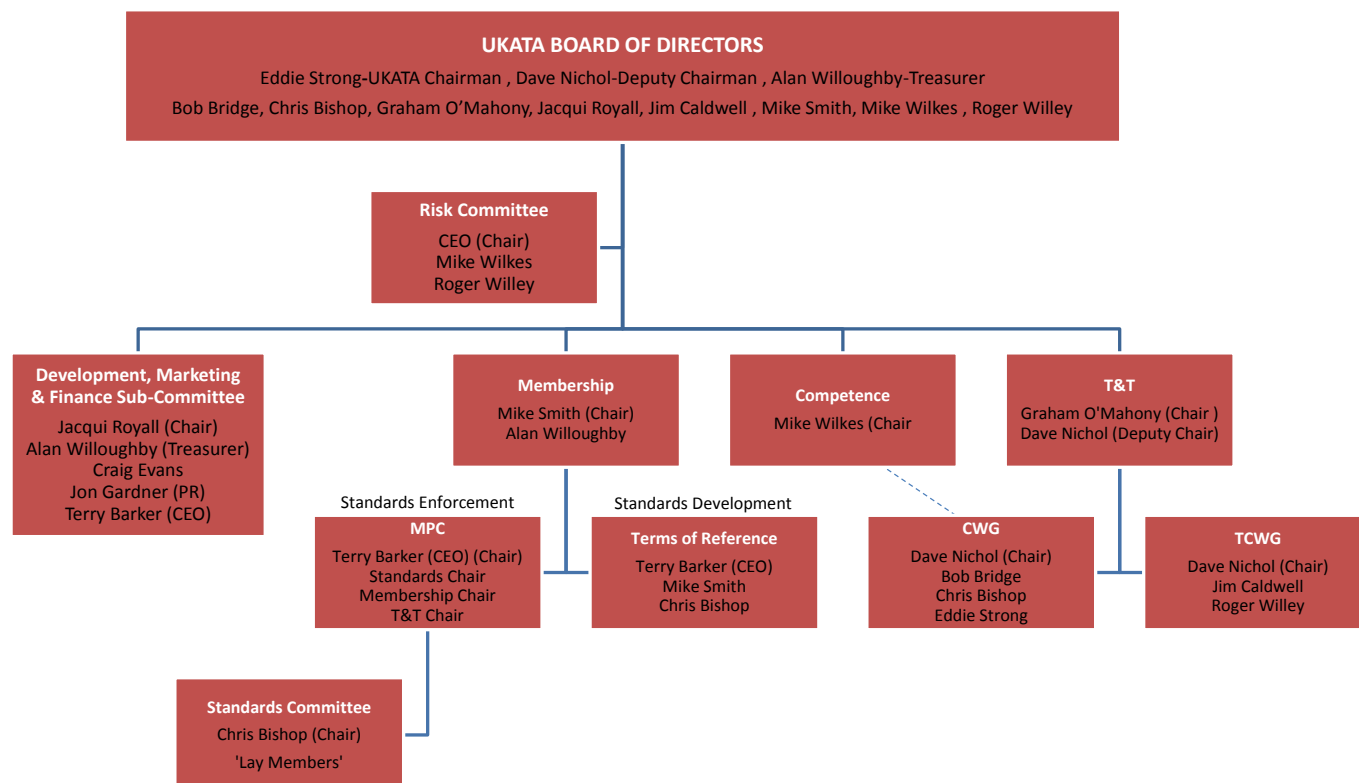 UKATA BOARD OF DIRECTORS
Eddie Strong-UKATA Chairman , Dave Nichol-Deputy Chairman , Alan Willoughby-Treasurer
Bob Bridge, Chris Bishop, Graham O’Mahony, Jacqui Royall, Jim Caldwell , Mike Smith, Mike Wilkes , Roger Willey
Risk Committee
CEO (Chair)
Mike Wilkes
Roger Willey
Development, Marketing
& Finance Sub-Committee
Jacqui Royall (Chair)
Alan Willoughby (Treasurer)
Craig Evans
Jon Gardner (PR)
Terry Barker (CEO)
Membership
Mike Smith (Chair)
Alan Willoughby
Competence
Mike Wilkes (Chair
T&T
Graham O'Mahony (Chair )
Dave Nichol (Deputy Chair)
Standards Enforcement
MPC
Terry Barker (CEO) (Chair)
Standards Chair
Membership Chair
T&T Chair
Standards Development
Terms of Reference
Terry Barker (CEO)
Mike Smith
Chris Bishop
CWG
Dave Nichol (Chair)
Bob Bridge
Chris Bishop
Eddie Strong
TCWG
Dave Nichol (Chair)
Jim Caldwell
Roger Willey
Standards Committee
Chris Bishop (Chair)
'Lay Members'